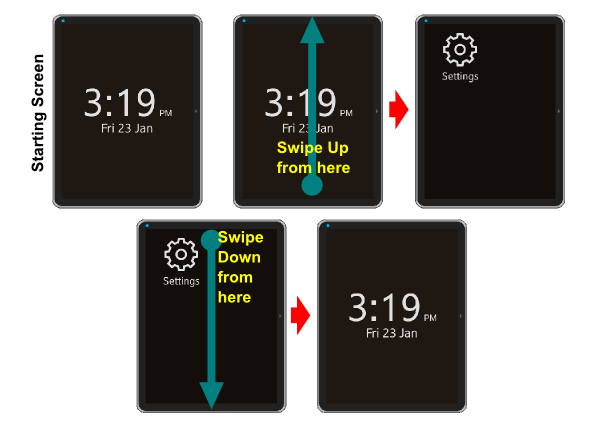 Starting Screen
3:19 PM
Fri 23 Jan
3:19 PM
Fri 23 Jan
Swipe Up
from here
Settings
Settings
Swipe
Down
from
here
3:19 PM
Fri 23 Jan